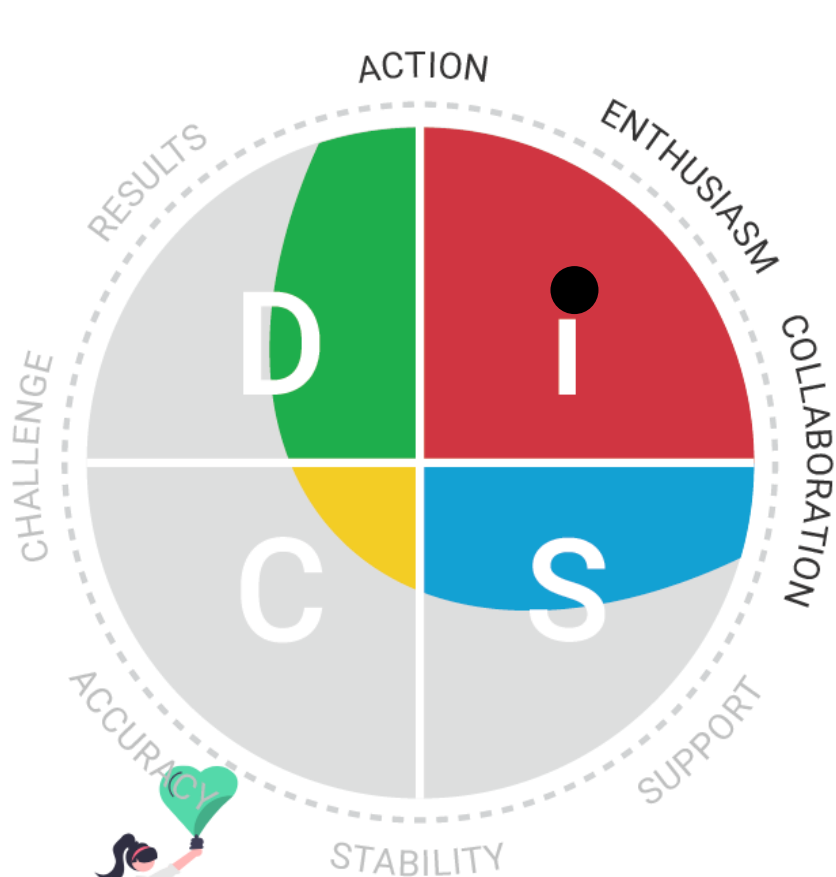 ACTION
ENTHUSIASM
RESULTS
D i
COLLABORATION
CHALLENGE
C S
ACCURACY
SUPPORT
STABILITY